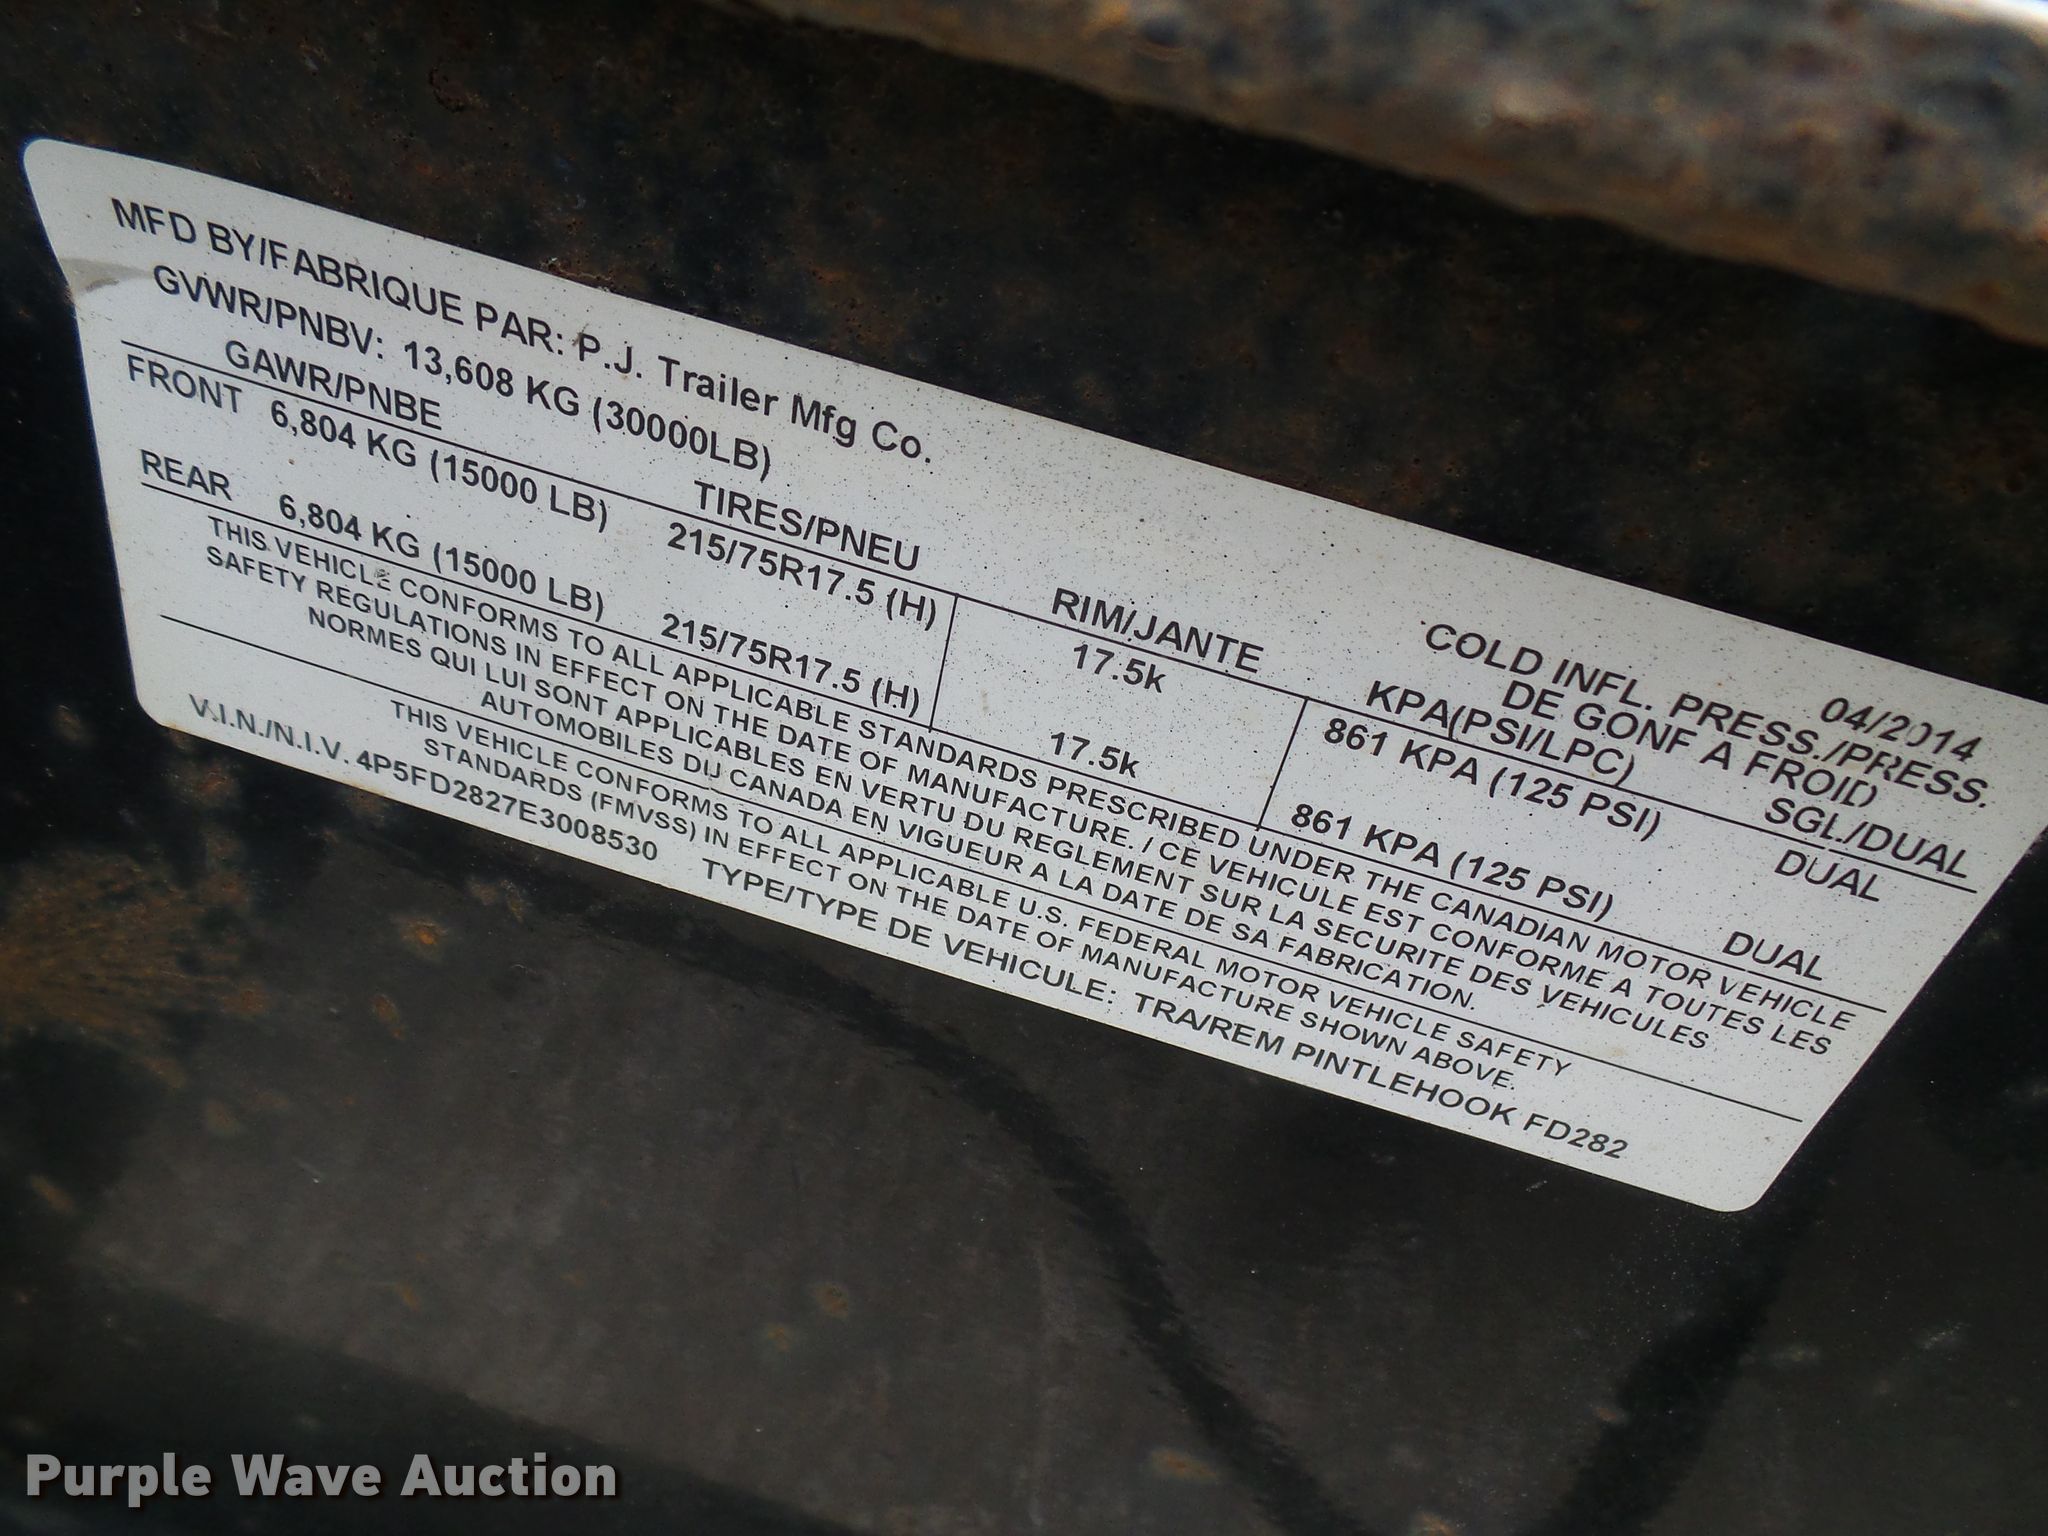 MFD BY/FABRIQUE PAR: P.J. Trailer Mfg Co. 04/2014
GVWR/PNBV: 13,608 KG (30000LB) COLD INFL. PRESS./PRESS.
DE GONF A FROID
GAWR/PNBE TIRES/PNEU RIM/JANTE KPA(PSI/LPC) SGL/DUAL
FRONT 6,804 KG (15000 LB) 215/75R17.5 (H) 17.5k 861 KPA (125 PSI) DUAL
REAR 6,804 KG (15000 LB) 215/75R17.5 (H) 17.5k 861 KPA (125 PSI) DUAL
THIS VEHICLE CONFORMS TO ALL APPLICABLE STANDARDS PRESCRIBED UNDER THE CANADIAN MOTOR VEHICLE
SAFETY REGULATIONS IN EFFECT ON THE DATE OF MANUFACTURE. / CE VEHICULE EST CONFORME A TOUTES LES
NORMES QUI LUI SONT APPLICABLES EN VERTU DU REGLEMENT SUR LA SECURITE DES VEHICULES
AUTOMOBILES DU CANADA EN VIGUEUR A LA DATE DE SA FABRICATION.
THIS VEHICLE CONFORMS TO ALL APPLICABLE U.S. FEDERAL MOTOR VEHICLE SAFETY
STANDARDS (FMVSS) IN EFFECT ON THE DATE OF MANUFACTURE SHOWN ABOVE.
V.I.N./N.I.V. 4P5FD2827E3008530 TYPE/TYPE DE VEHICULE: TRA/REM PINTLEHOOK FD282
Purple Wave Auction